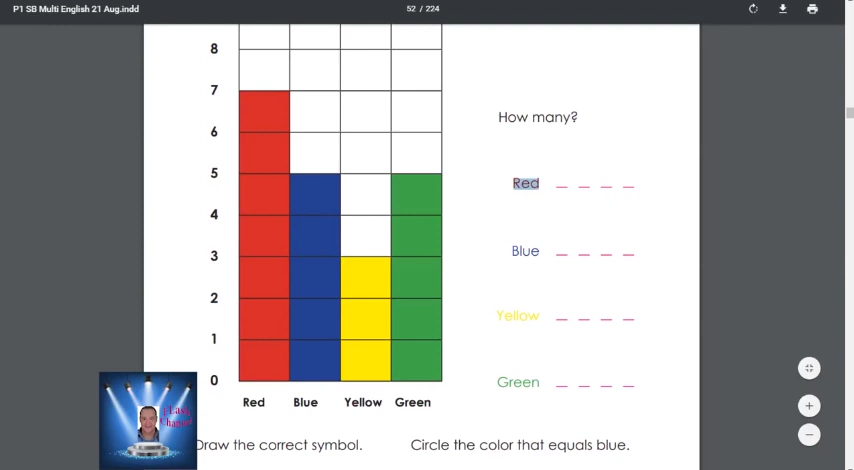 P1 SB Multi English 21 Aug.indd
52 / 224
8
7
6
5
4
3
2
1
0
Red Blue Yellow Green
How many?
Red _ _ _ _
Blue _ _ _ _
Yellow _ _ _ _
Green _ _ _ _
Draw the correct symbol.
Circle the color that equals blue.